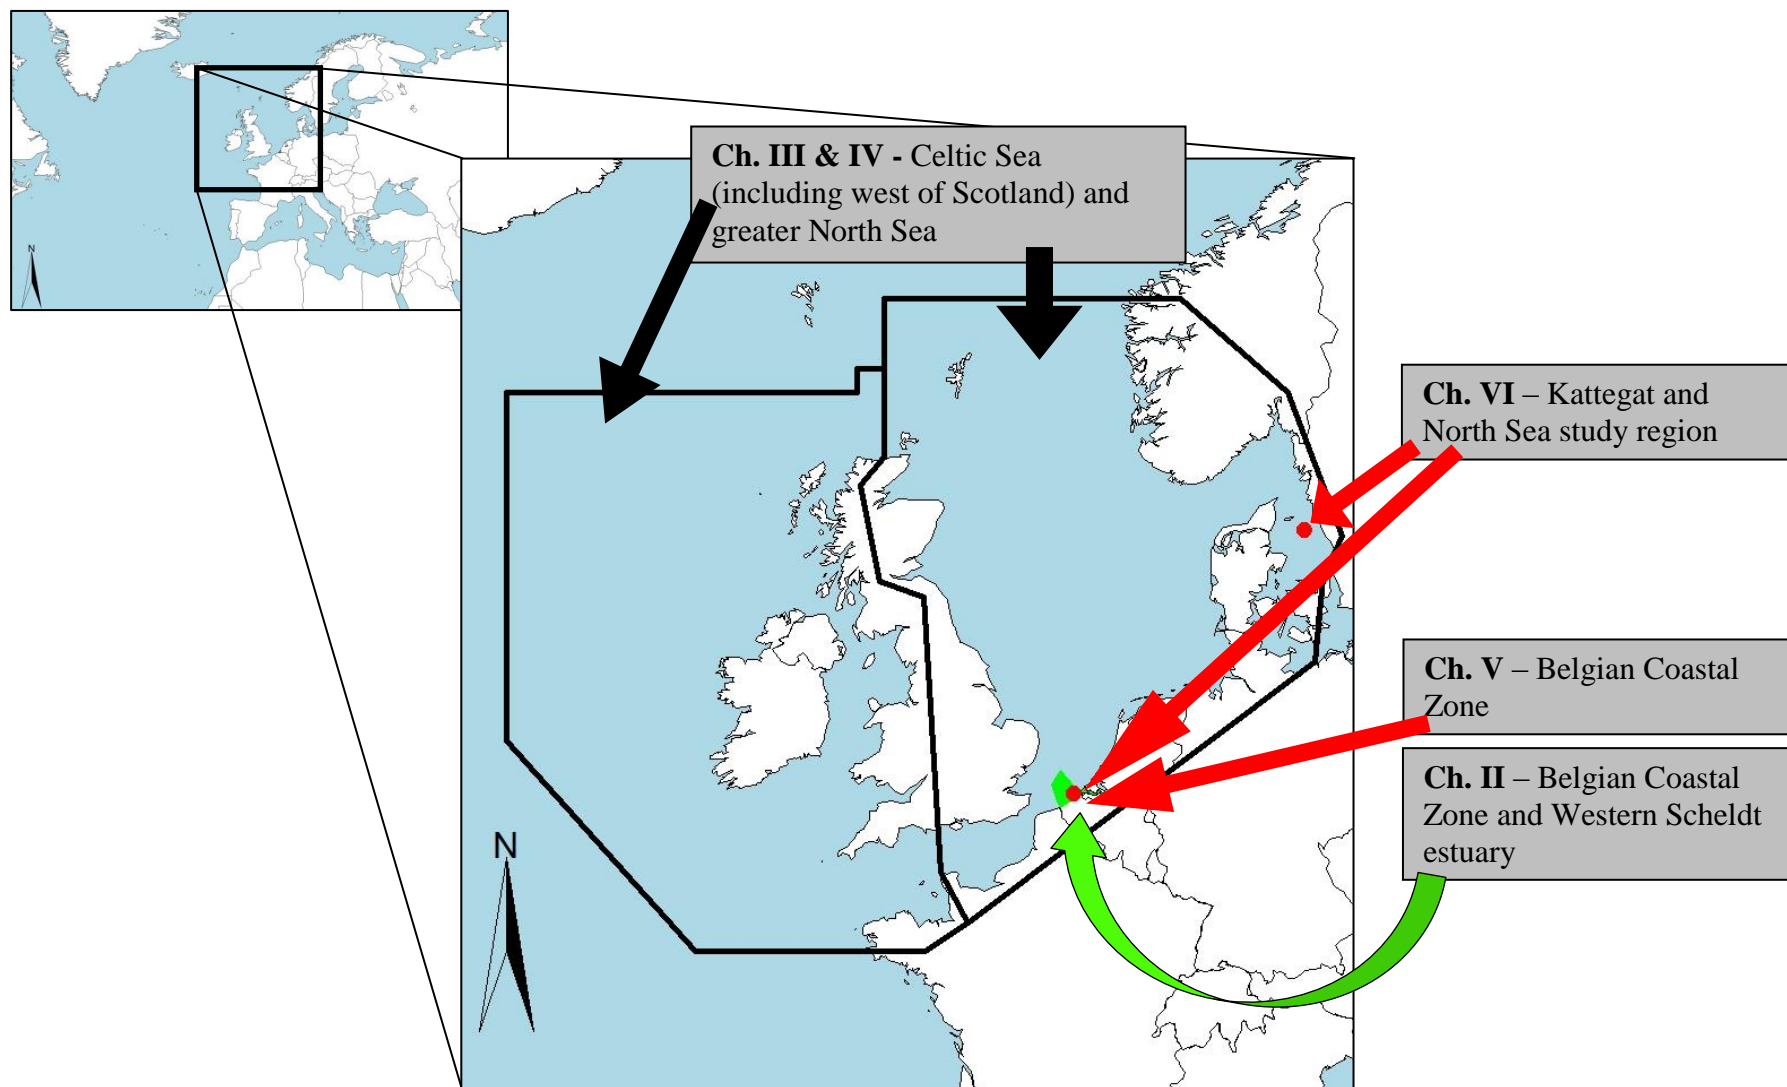 N
Ch. III & IV - Celtic Sea
(including west of Scotland) and
greater North Sea
Ch. VI – Kattegat and
North Sea study region
Ch. V – Belgian Coastal
Zone
Ch. II – Belgian Coastal
Zone and Western Scheldt
estuary
N